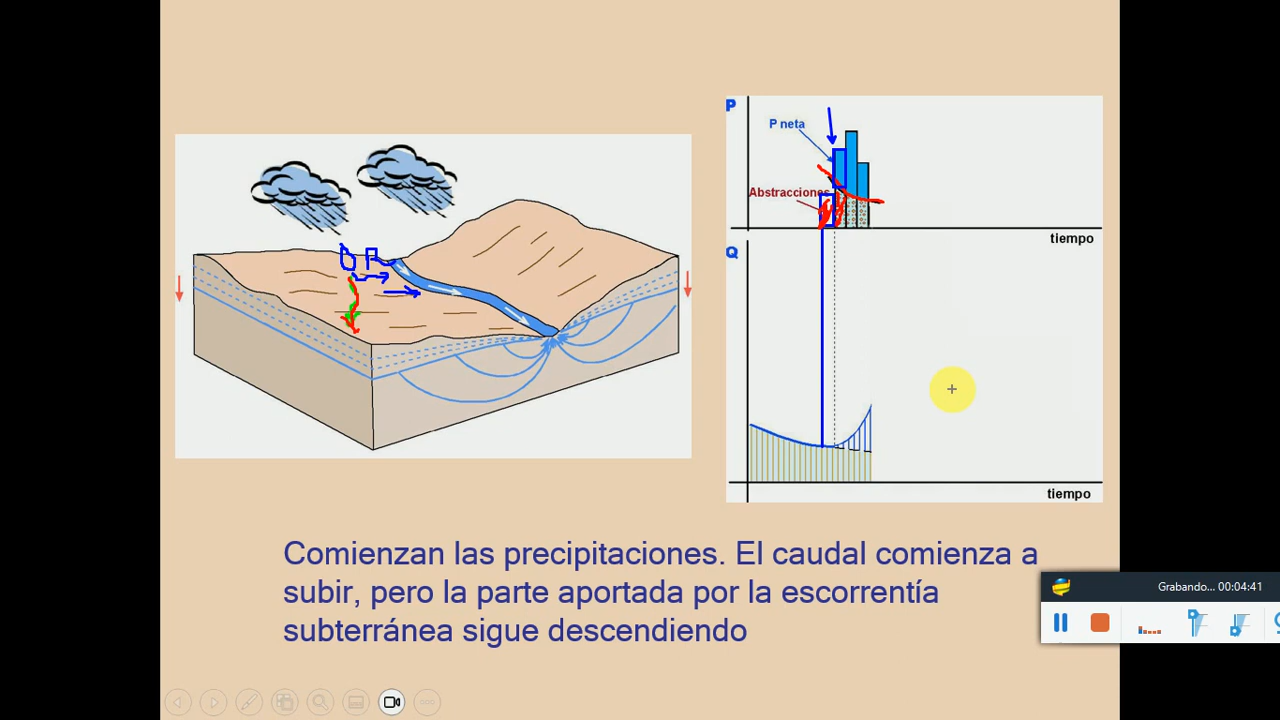 P
P neta
Abstracciones
tiempo
Q
tiempo
Comienzan las precipitaciones. El caudal comienza a
subir, pero la parte aportada por la escorrentía
subterránea sigue descendiendo
Grabando... 00:04:41